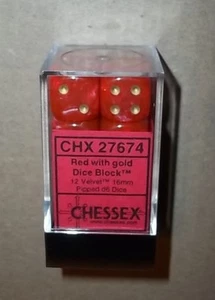 CHX 27674
Red with gold
Dice Block™
12 Velvet™ 16mm
Pipped d6 Dice
CHESSEX